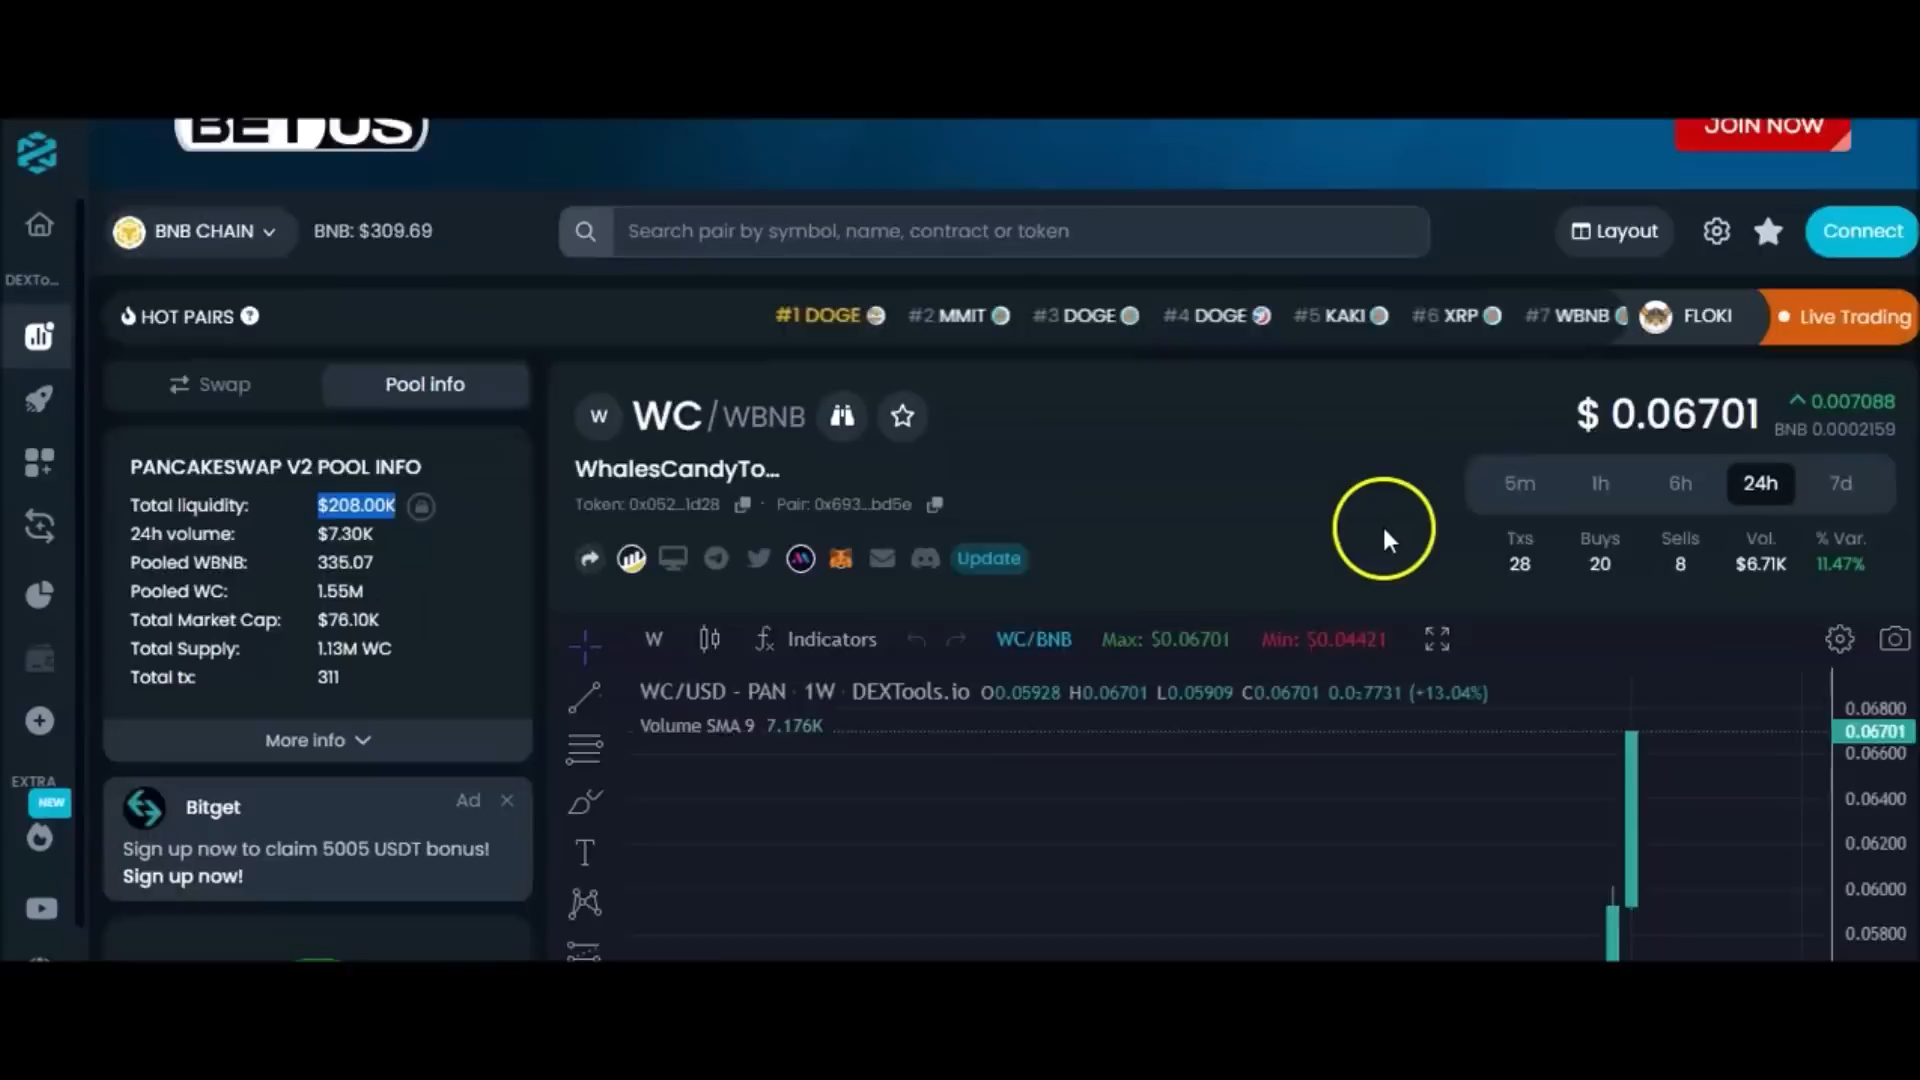 BETUS
JOIN NOW
BNB CHAIN
BNB: $309.69
Search pair by symbol, name, contract or token
Layout
Connect
DEXTo...
HOT PAIRS ?
#1 DOGE
#2 MMIT
#3 DOGE
#4 DOGE
#5 KAKI
#6 XRP
#7 WBNB
FLOKI
Live Trading
Swap
Pool info
PANCAKESWAP V2 POOL INFO
Total liquidity: $208.00K
24h volume: $7.30K
Pooled WBNB: 335.07
Pooled WC: 1.55M
Total Market Cap: $76.10K
Total Supply: 1.13M WC
Total tx: 311
More info
Bitget
Ad
Sign up now to claim 5005 USDT bonus!
Sign up now!
EXTRA
NEW
W
WC/WBNB
WhalesCandyTo...
Token: 0x052...1d28 · Pair: 0x693...bd5e
Update
$ 0.06701
0.007088
BNB 0.0002159
5m 1h 6h 24h 7d
Txs Buys Sells Vol. % Var.
28 20 8 $6.71K 11.47%
W
Indicators
WC/BNB
Max: $0.06701
Min: $0.04421
WC/USD - PAN · 1W · DEXTools.io O0.05928 H0.06701 L0.05909 C0.06701 0.0₂7731 (+13.04%)
Volume SMA 9 7.176K
T
0.06800
0.06701
0.06600
0.06400
0.06200
0.06000
0.05800